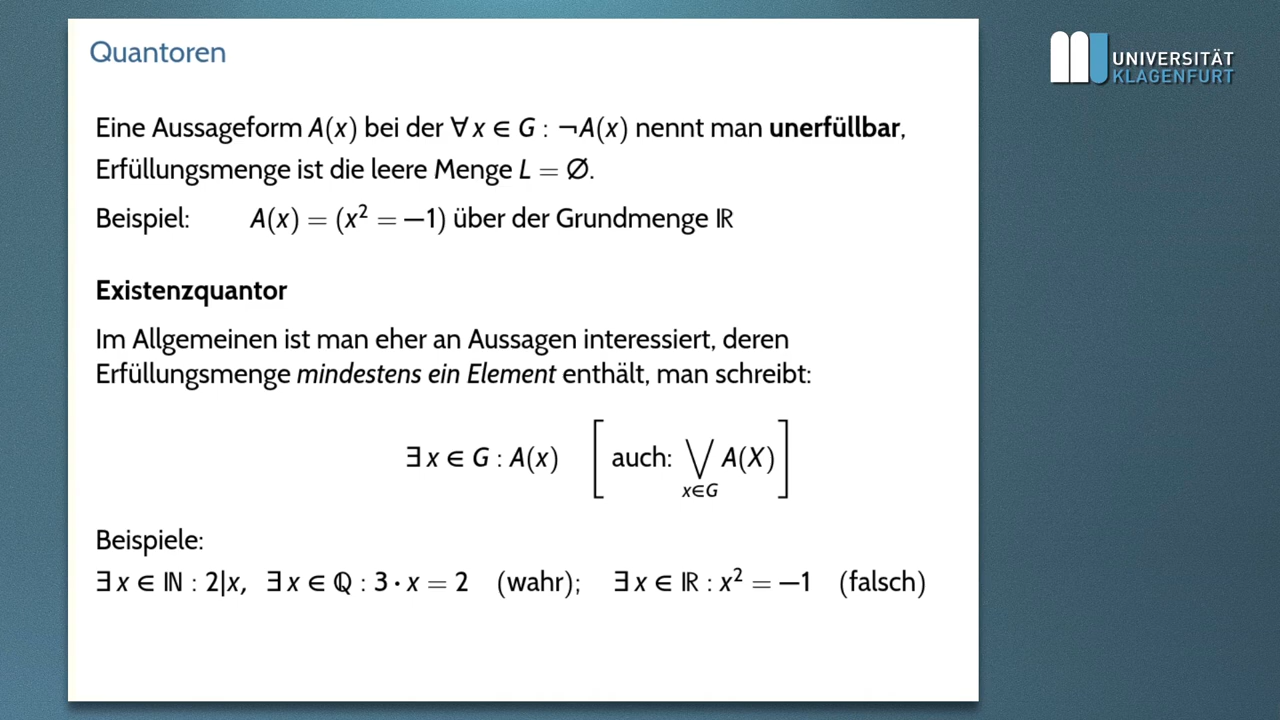 Quantoren
UNIVERSITÄT
KLAGENFURT
Eine Aussageform A(x) bei der ∀ x ∈ G : ¬A(x) nennt man unerfüllbar,
Erfüllungsmenge ist die leere Menge L = Ø.
Beispiel: A(x) = (x² = −1) über der Grundmenge ℝ
Existenzquantor
Im Allgemeinen ist man eher an Aussagen interessiert, deren
Erfüllungsmenge mindestens ein Element enthält, man schreibt:
∃ x ∈ G : A(x) [ auch: ⋁ A(X) ]
x∈G
Beispiele:
∃ x ∈ ℕ : 2|x, ∃ x ∈ ℚ : 3 · x = 2 (wahr); ∃ x ∈ ℝ : x² = −1 (falsch)